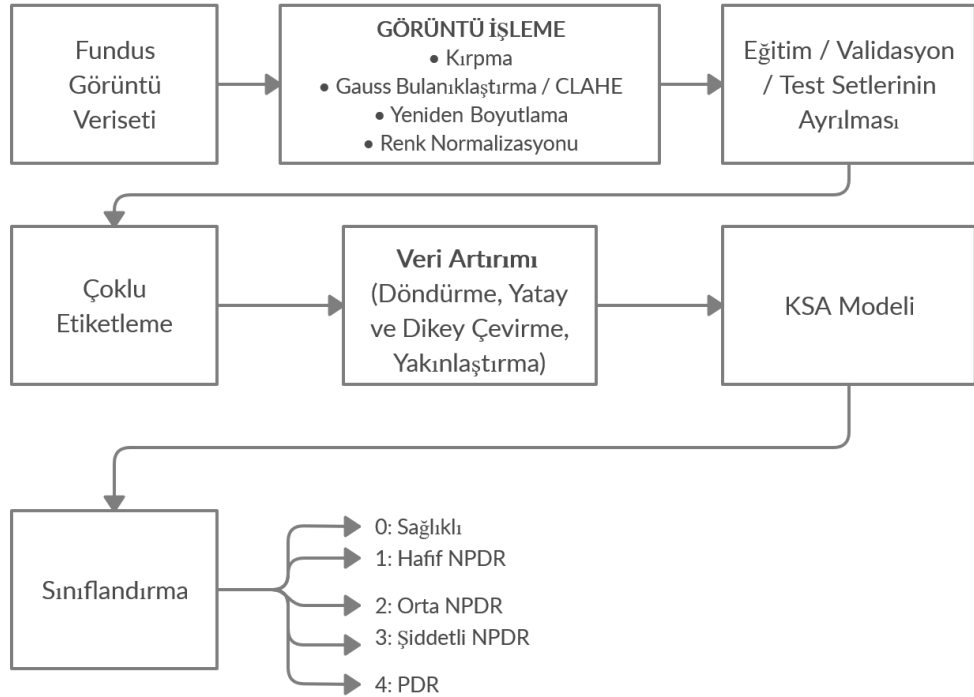 Fundus
Görüntü
Veriseti
GÖRÜNTÜ İŞLEME
• Kırpma
• Gauss Bulanıklaştırma / CLAHE
• Yeniden Boyutlama
• Renk Normalizasyonu
Eğitim / Validasyon
/ Test Setlerinin
Ayrılması
Çoklu
Etiketleme
Veri Artırımı
(Döndürme, Yatay
ve Dikey Çevirme,
Yakınlaştırma)
KSA Modeli
Sınıflandırma
0: Sağlıklı
1: Hafif NPDR
2: Orta NPDR
3: Şiddetli NPDR
4: PDR